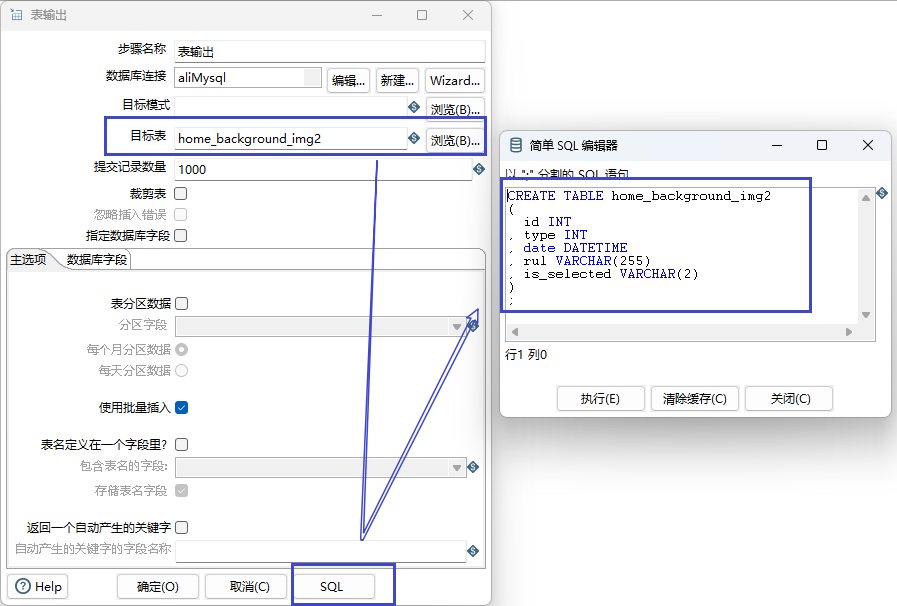 表输出
步骤名称 表输出
数据库连接 aliMysql 编辑... 新建... Wizard...
目标模式 浏览(B)...
目标表 home_background_img2 浏览(B)...
提交记录数量 1000
裁剪表
忽略插入错误
指定数据库字段
主选项 数据库字段
表分区数据
分区字段
每个月分区数据
每天分区数据
使用批量插入
表名定义在一个字段里?
包含表名的字段:
存储表名字段
返回一个自动产生的关键字
自动产生的关键字的字段名称
Help 确定(O) 取消(C) SQL
简单 SQL 编辑器
以 ";" 分割的 SQL 语句
CREATE TABLE home_background_img2
(
id INT
, type INT
, date DATETIME
, rul VARCHAR(255)
, is_selected VARCHAR(2)
)
;
行1 列0
执行(E) 清除缓存(C) 关闭(C)